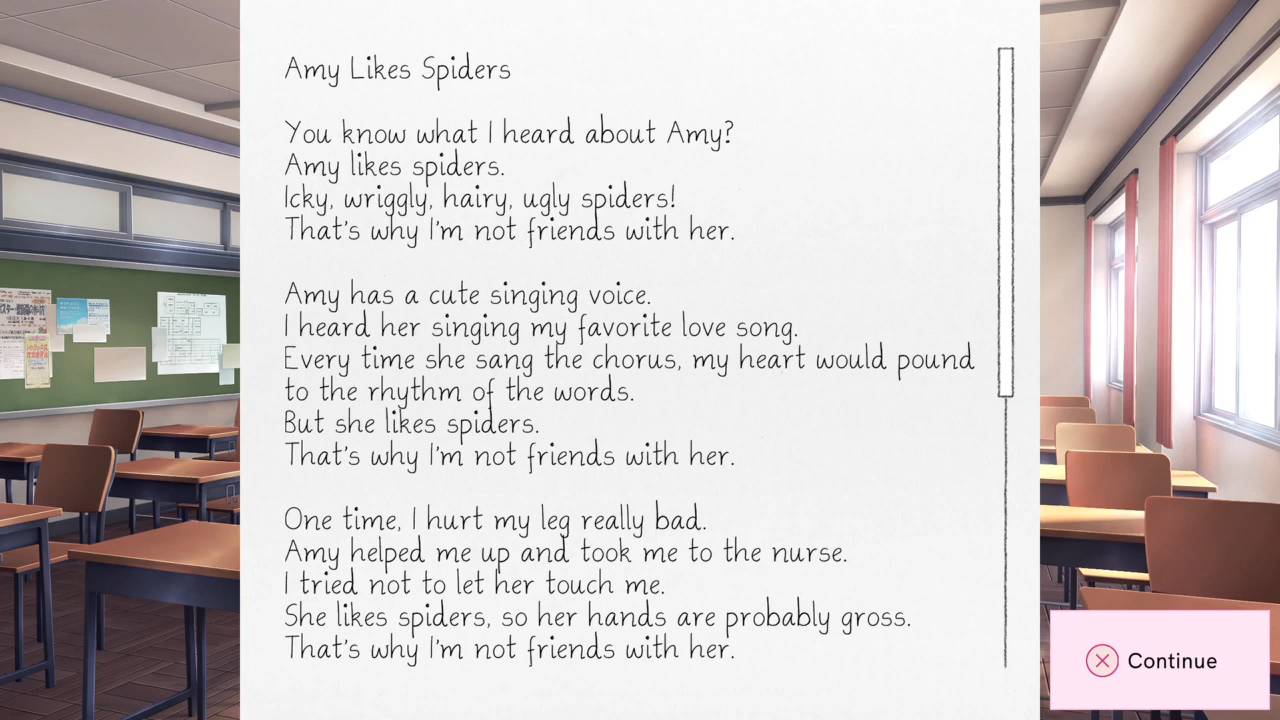 Amy Likes Spiders
You know what I heard about Amy?
Amy likes spiders.
Icky, wriggly, hairy, ugly spiders!
That's why I'm not friends with her.
Amy has a cute singing voice.
I heard her singing my favorite love song.
Every time she sang the chorus, my heart would pound
to the rhythm of the words.
But she likes spiders.
That's why I'm not friends with her.
One time, I hurt my leg really bad.
Amy helped me up and took me to the nurse.
I tried not to let her touch me.
She likes spiders, so her hands are probably gross.
That's why I'm not friends with her.
Continue